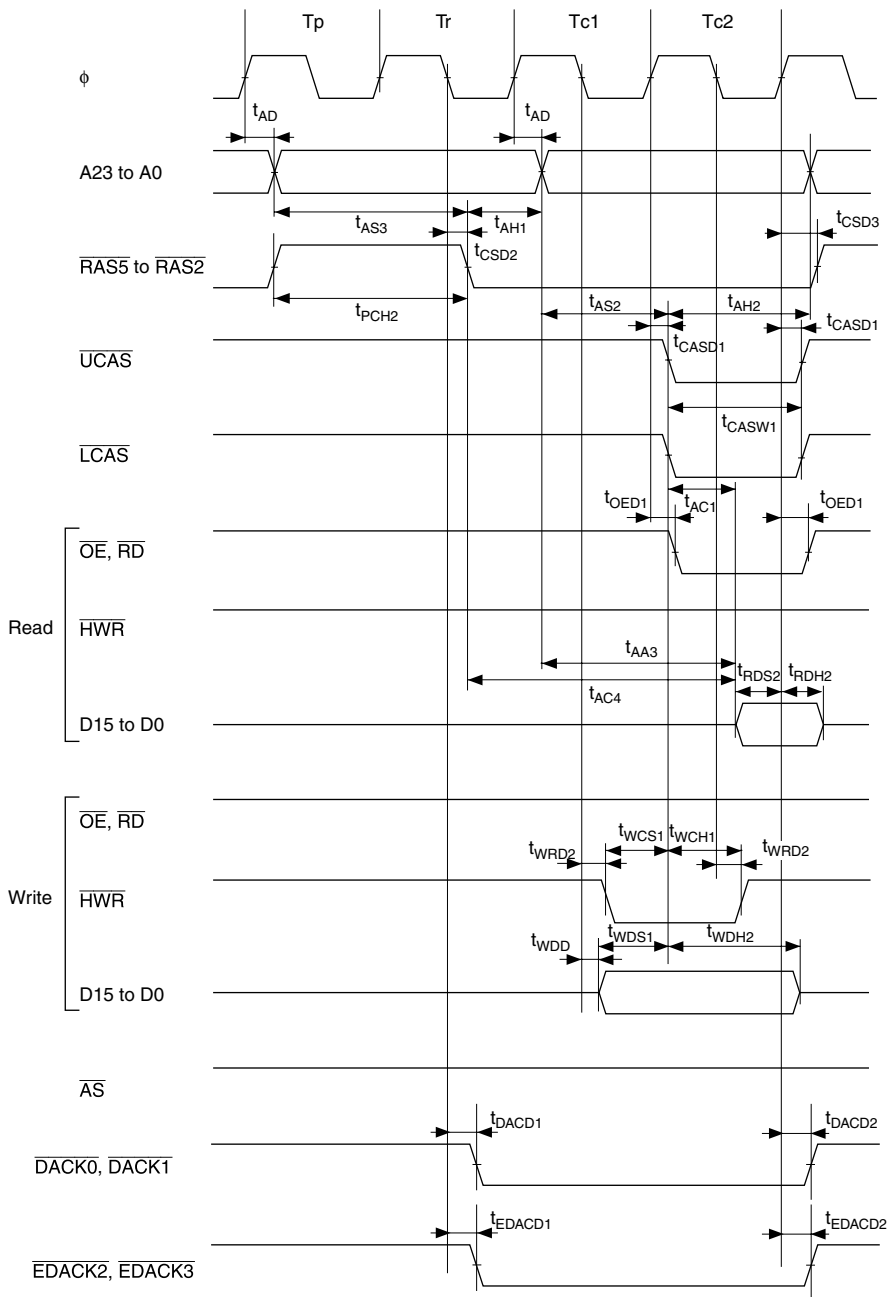 Tp Tr Tc1 Tc2
ϕ
tAD tAD
A23 to A0
tAS3 tAH1 tCSD3
tCSD2
RAS5 to RAS2
tPCH2 tAS2 tAH2
tCASD1 tCASD1
UCAS
tCASW1
LCAS
tOED1 tAC1 tOED1
OE, RD
Read HWR
tAA3
tRDS2 tRDH2
tAC4
D15 to D0
OE, RD
tWCS1 tWCH1
tWRD2 tWRD2
Write HWR
tWDD tWDS1 tWDH2
D15 to D0
AS
tDACD1 tDACD2
DACK0, DACK1
tEDACD1 tEDACD2
EDACK2, EDACK3